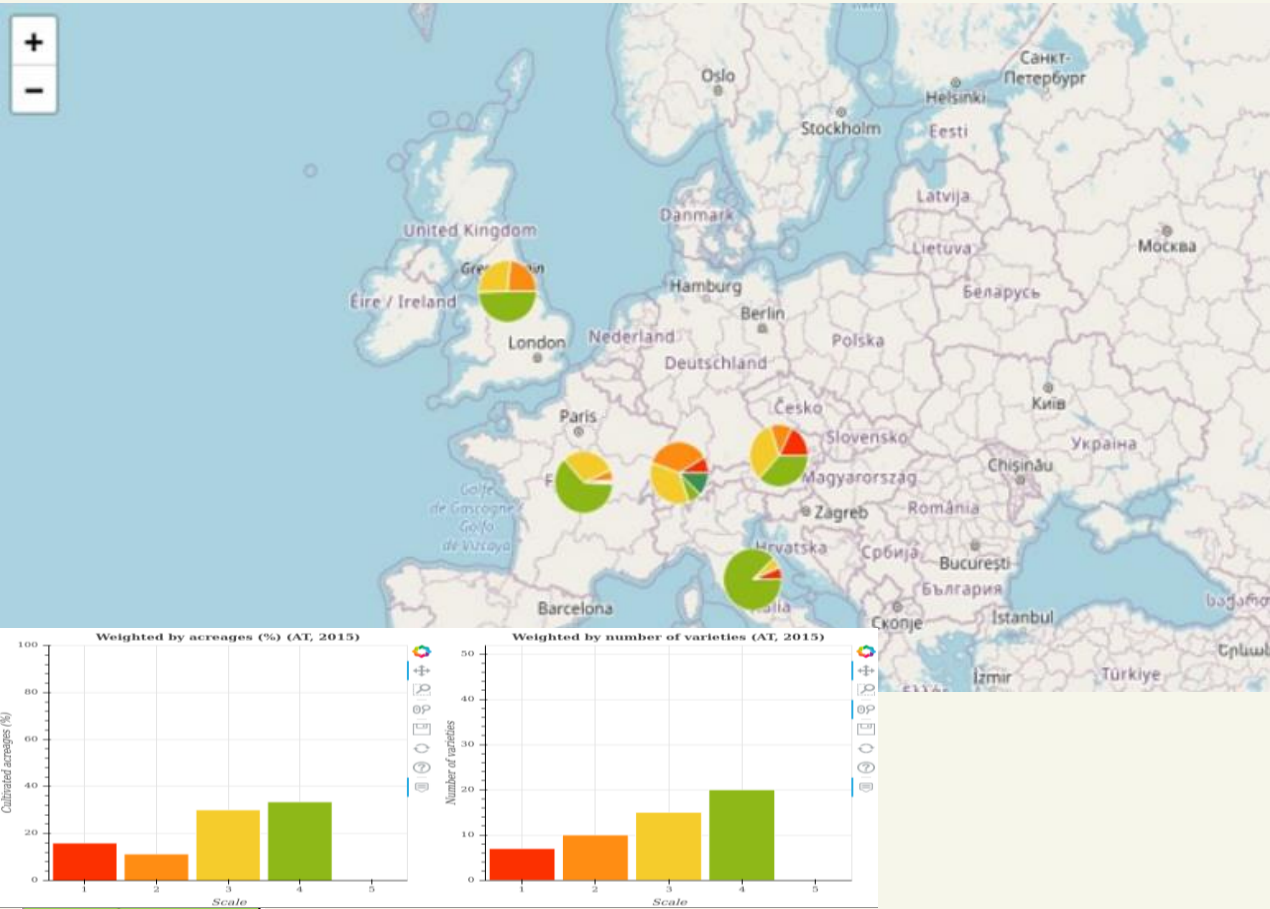 +
−
Oslo
Санкт-
Петербург
Helsinki
Stockholm
Eesti
Latvija
Danmark
United Kingdom
Москва
Lietuva
Hamburg
Éire / Ireland
Беларусь
Berlin
London
Nederland
Polska
Deutschland
Česko
Київ
Paris
Slovensko
Україна
Chișinău
Magyarország
Golfe
de Gascogne
Golfo
de Vizcaya
România
Zagreb
Hrvatska
Србија
București
България
Barcelona
Скопје
İstanbul
İzmir
Türkiye
Weighted by acreages (%) (AT, 2015)
100
80
60
40
20
0
Cultivated acreages (%)
1 2 3 4 5
Scale
Weighted by number of varieties (AT, 2015)
50
40
30
20
10
0
Number of varieties
1 2 3 4 5
Scale